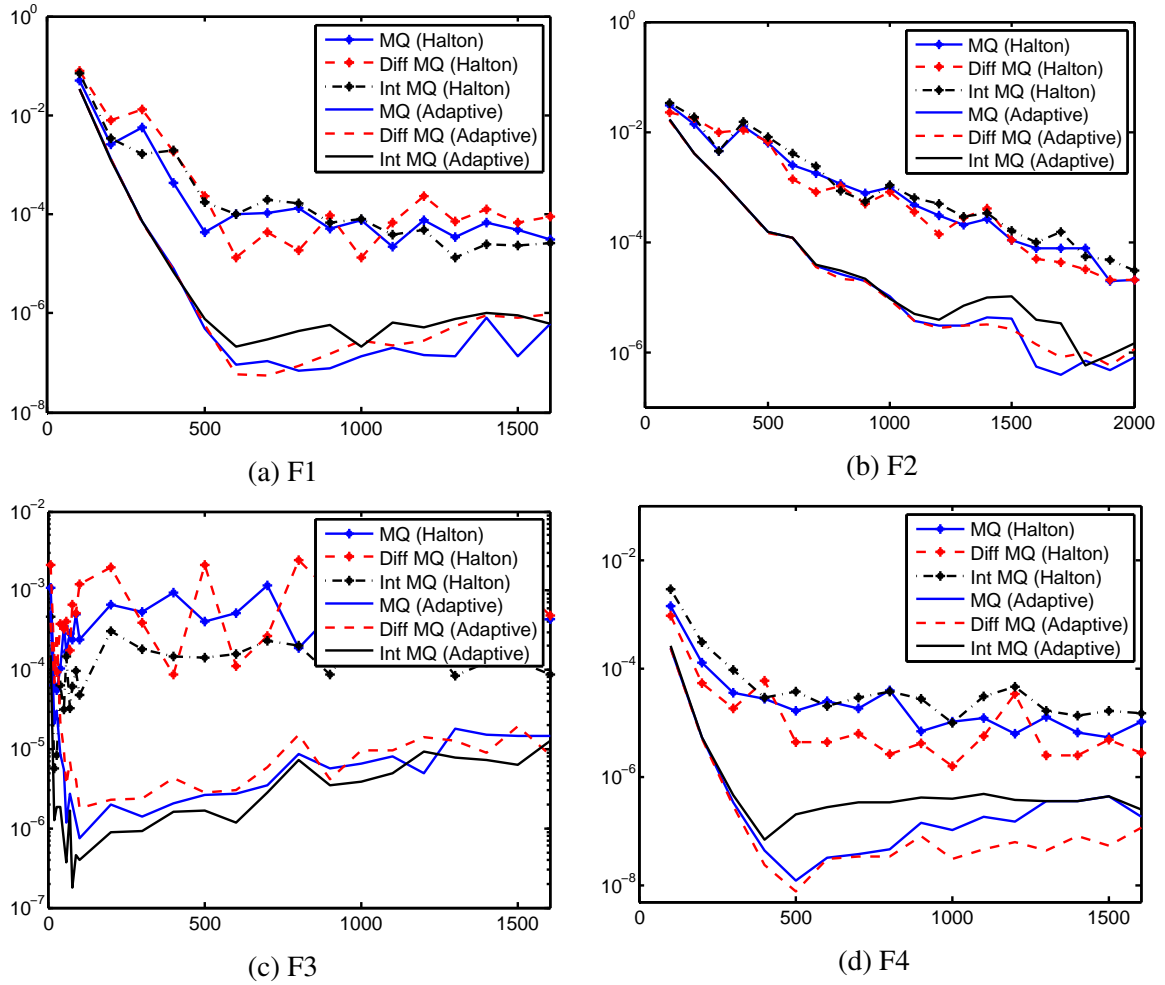 10^0
10^-2
10^-4
10^-6
10^-8
0 500 1000 1500
MQ (Halton)
Diff MQ (Halton)
Int MQ (Halton)
MQ (Adaptive)
Diff MQ (Adaptive)
Int MQ (Adaptive)
(a) F1
10^0
10^-2
10^-4
10^-6
0 500 1000 1500 2000
MQ (Halton)
Diff MQ (Halton)
Int MQ (Halton)
MQ (Adaptive)
Diff MQ (Adaptive)
Int MQ (Adaptive)
(b) F2
10^-2
10^-3
10^-4
10^-5
10^-6
10^-7
0 500 1000 1500
MQ (Halton)
Diff MQ (Halton)
Int MQ (Halton)
MQ (Adaptive)
Diff MQ (Adaptive)
Int MQ (Adaptive)
(c) F3
10^-2
10^-4
10^-6
10^-8
500 1000 1500
MQ (Halton)
Diff MQ (Halton)
Int MQ (Halton)
MQ (Adaptive)
Diff MQ (Adaptive)
Int MQ (Adaptive)
(d) F4